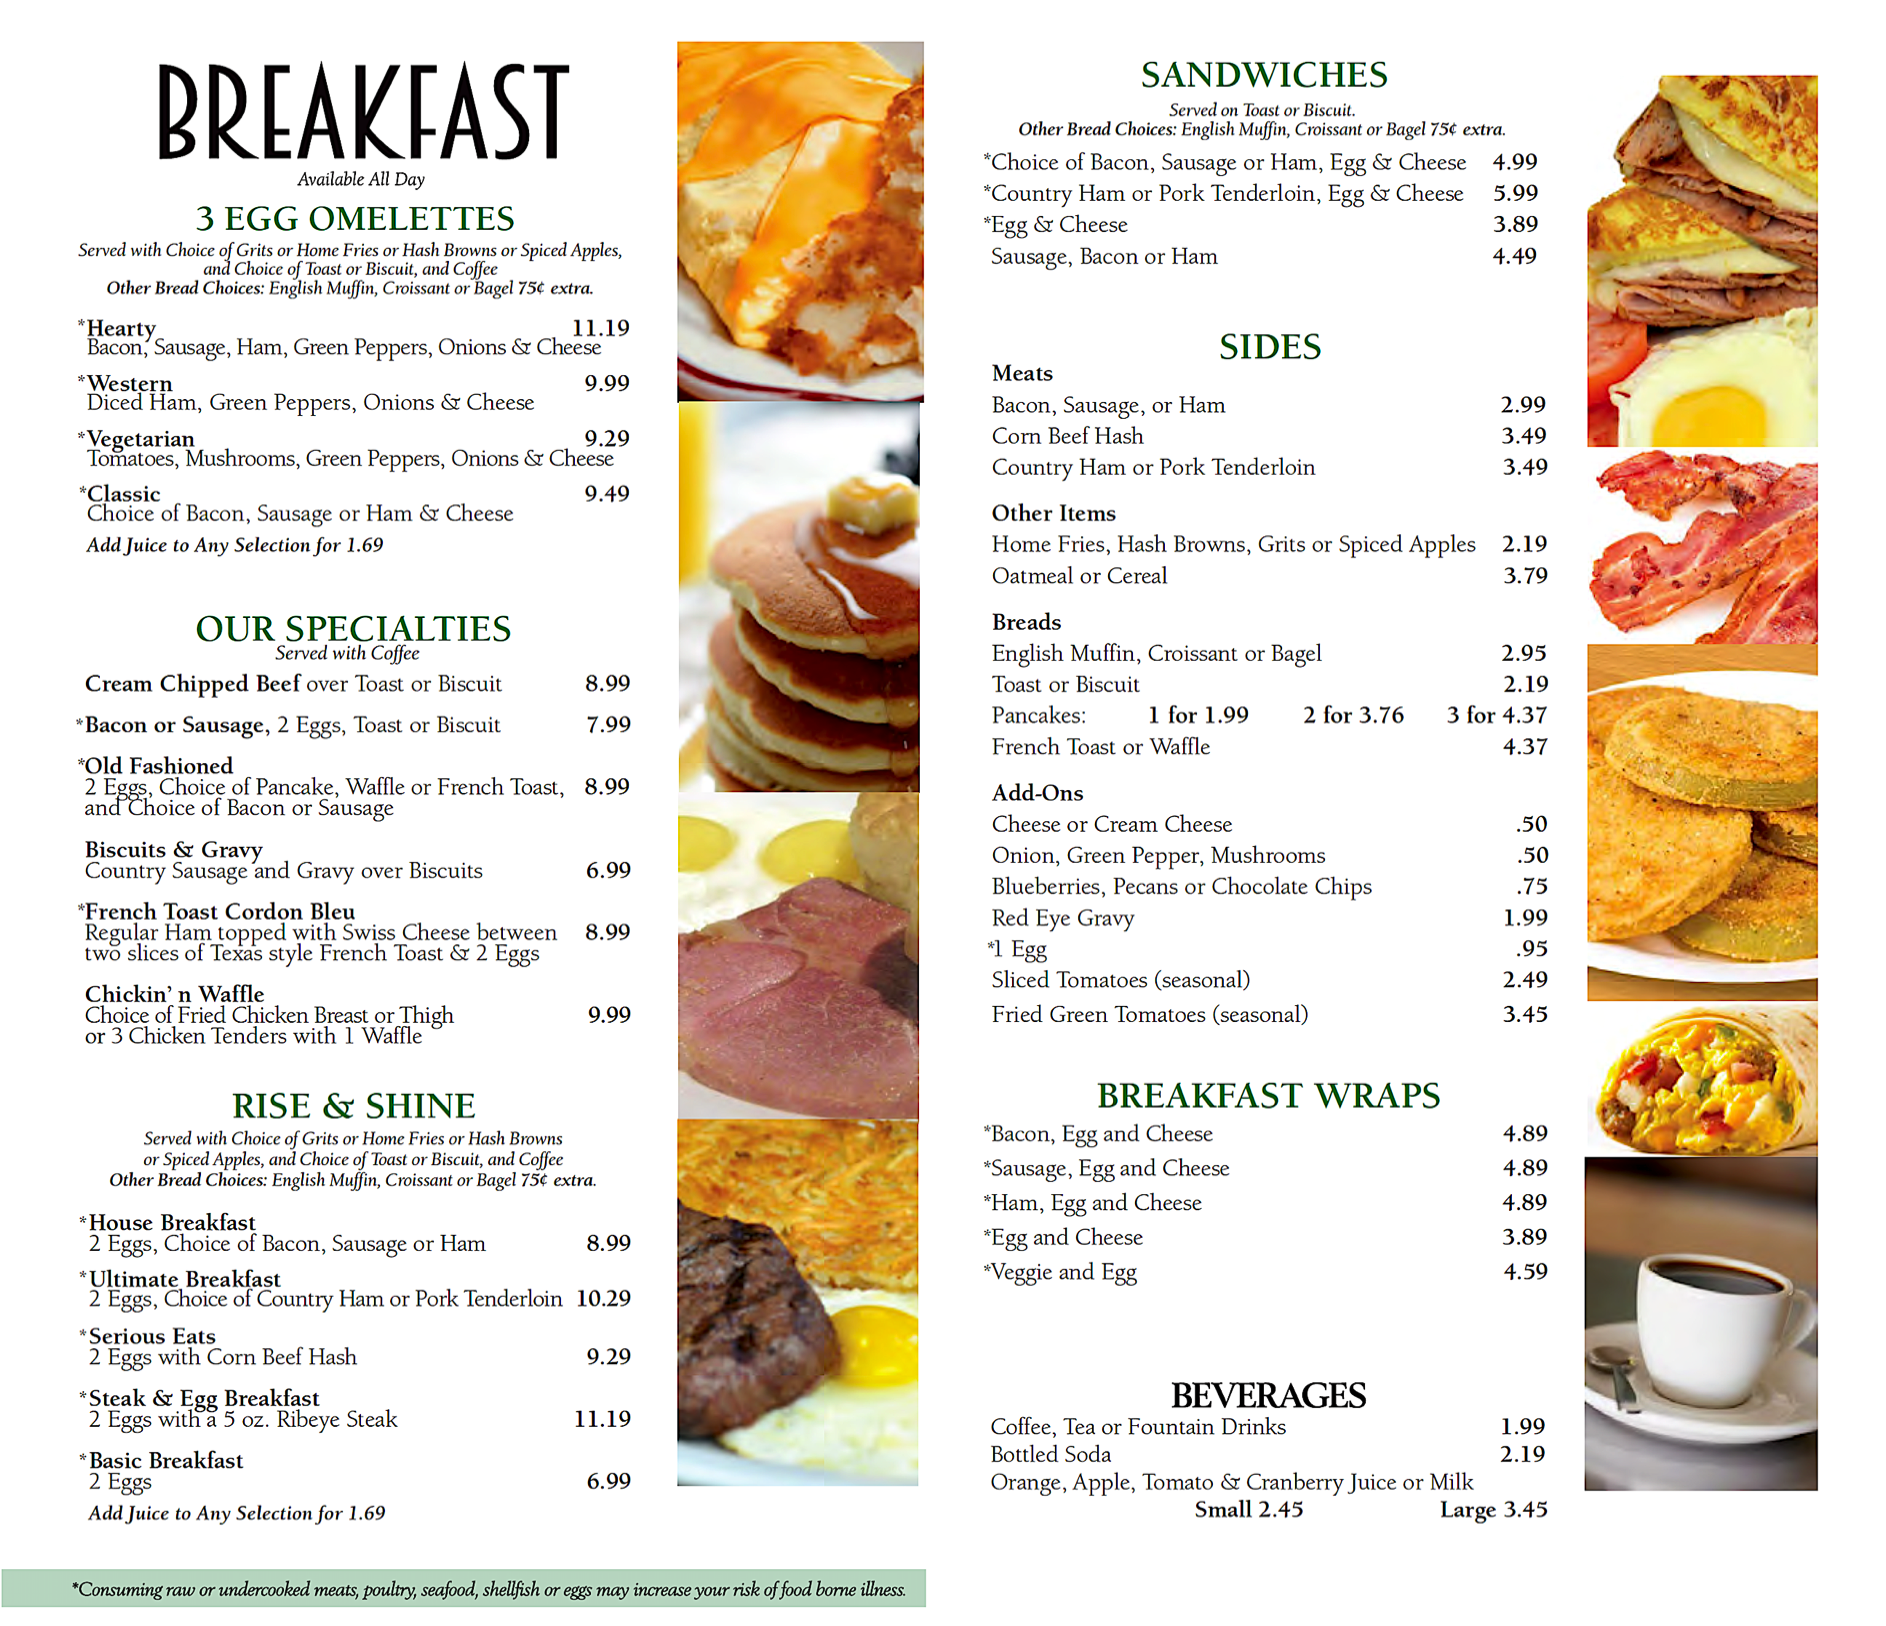 BREAKFAST
Available All Day
3 EGG OMELETTES
Served with Choice of Grits or Home Fries or Hash Browns or Spiced Apples,
and Choice of Toast or Biscuit, and Coffee
Other Bread Choices: English Muffin, Croissant or Bagel 75¢ extra.
*Hearty 11.19
Bacon, Sausage, Ham, Green Peppers, Onions & Cheese
*Western 9.99
Diced Ham, Green Peppers, Onions & Cheese
*Vegetarian 9.29
Tomatoes, Mushrooms, Green Peppers, Onions & Cheese
*Classic 9.49
Choice of Bacon, Sausage or Ham & Cheese
Add Juice to Any Selection for 1.69
OUR SPECIALTIES
Served with Coffee
Cream Chipped Beef over Toast or Biscuit 8.99
*Bacon or Sausage, 2 Eggs, Toast or Biscuit 7.99
*Old Fashioned
2 Eggs, Choice of Pancake, Waffle or French Toast, 8.99
and Choice of Bacon or Sausage
Biscuits & Gravy
Country Sausage and Gravy over Biscuits 6.99
*French Toast Cordon Bleu
Regular Ham topped with Swiss Cheese between 8.99
two slices of Texas style French Toast & 2 Eggs
Chickin' n Waffle
Choice of Fried Chicken Breast or Thigh 9.99
or 3 Chicken Tenders with 1 Waffle
RISE & SHINE
Served with Choice of Grits or Home Fries or Hash Browns
or Spiced Apples, and Choice of Toast or Biscuit, and Coffee
Other Bread Choices: English Muffin, Croissant or Bagel 75¢ extra.
*House Breakfast
2 Eggs, Choice of Bacon, Sausage or Ham 8.99
*Ultimate Breakfast
2 Eggs, Choice of Country Ham or Pork Tenderloin 10.29
*Serious Eats
2 Eggs with Corn Beef Hash 9.29
*Steak & Egg Breakfast
2 Eggs with a 5 oz. Ribeye Steak 11.19
*Basic Breakfast
2 Eggs 6.99
Add Juice to Any Selection for 1.69
*Consuming raw or undercooked meats, poultry, seafood, shellfish or eggs may increase your risk of food borne illness.
SANDWICHES
Served on Toast or Biscuit.
Other Bread Choices: English Muffin, Croissant or Bagel 75¢ extra.
*Choice of Bacon, Sausage or Ham, Egg & Cheese 4.99
*Country Ham or Pork Tenderloin, Egg & Cheese 5.99
*Egg & Cheese 3.89
Sausage, Bacon or Ham 4.49
SIDES
Meats
Bacon, Sausage, or Ham 2.99
Corn Beef Hash 3.49
Country Ham or Pork Tenderloin 3.49
Other Items
Home Fries, Hash Browns, Grits or Spiced Apples 2.19
Oatmeal or Cereal 3.79
Breads
English Muffin, Croissant or Bagel 2.95
Toast or Biscuit 2.19
Pancakes: 1 for 1.99 2 for 3.76 3 for 4.37
French Toast or Waffle 4.37
Add-Ons
Cheese or Cream Cheese .50
Onion, Green Pepper, Mushrooms .50
Blueberries, Pecans or Chocolate Chips .75
Red Eye Gravy 1.99
*1 Egg .95
Sliced Tomatoes (seasonal) 2.49
Fried Green Tomatoes (seasonal) 3.45
BREAKFAST WRAPS
*Bacon, Egg and Cheese 4.89
*Sausage, Egg and Cheese 4.89
*Ham, Egg and Cheese 4.89
*Egg and Cheese 3.89
*Veggie and Egg 4.59
BEVERAGES
Coffee, Tea or Fountain Drinks 1.99
Bottled Soda 2.19
Orange, Apple, Tomato & Cranberry Juice or Milk
Small 2.45 Large 3.45